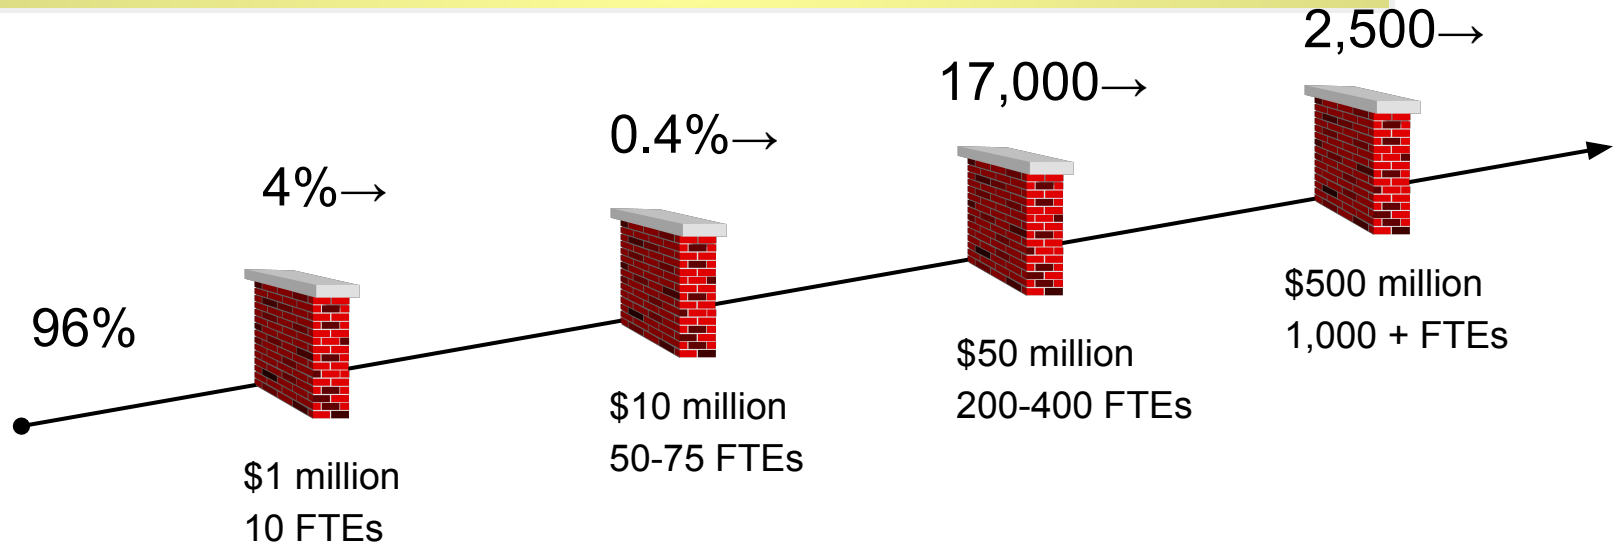 96%
4%→
$1 million
10 FTEs
0.4%→
$10 million
50-75 FTEs
17,000→
$50 million
200-400 FTEs
2,500→
$500 million
1,000 + FTEs